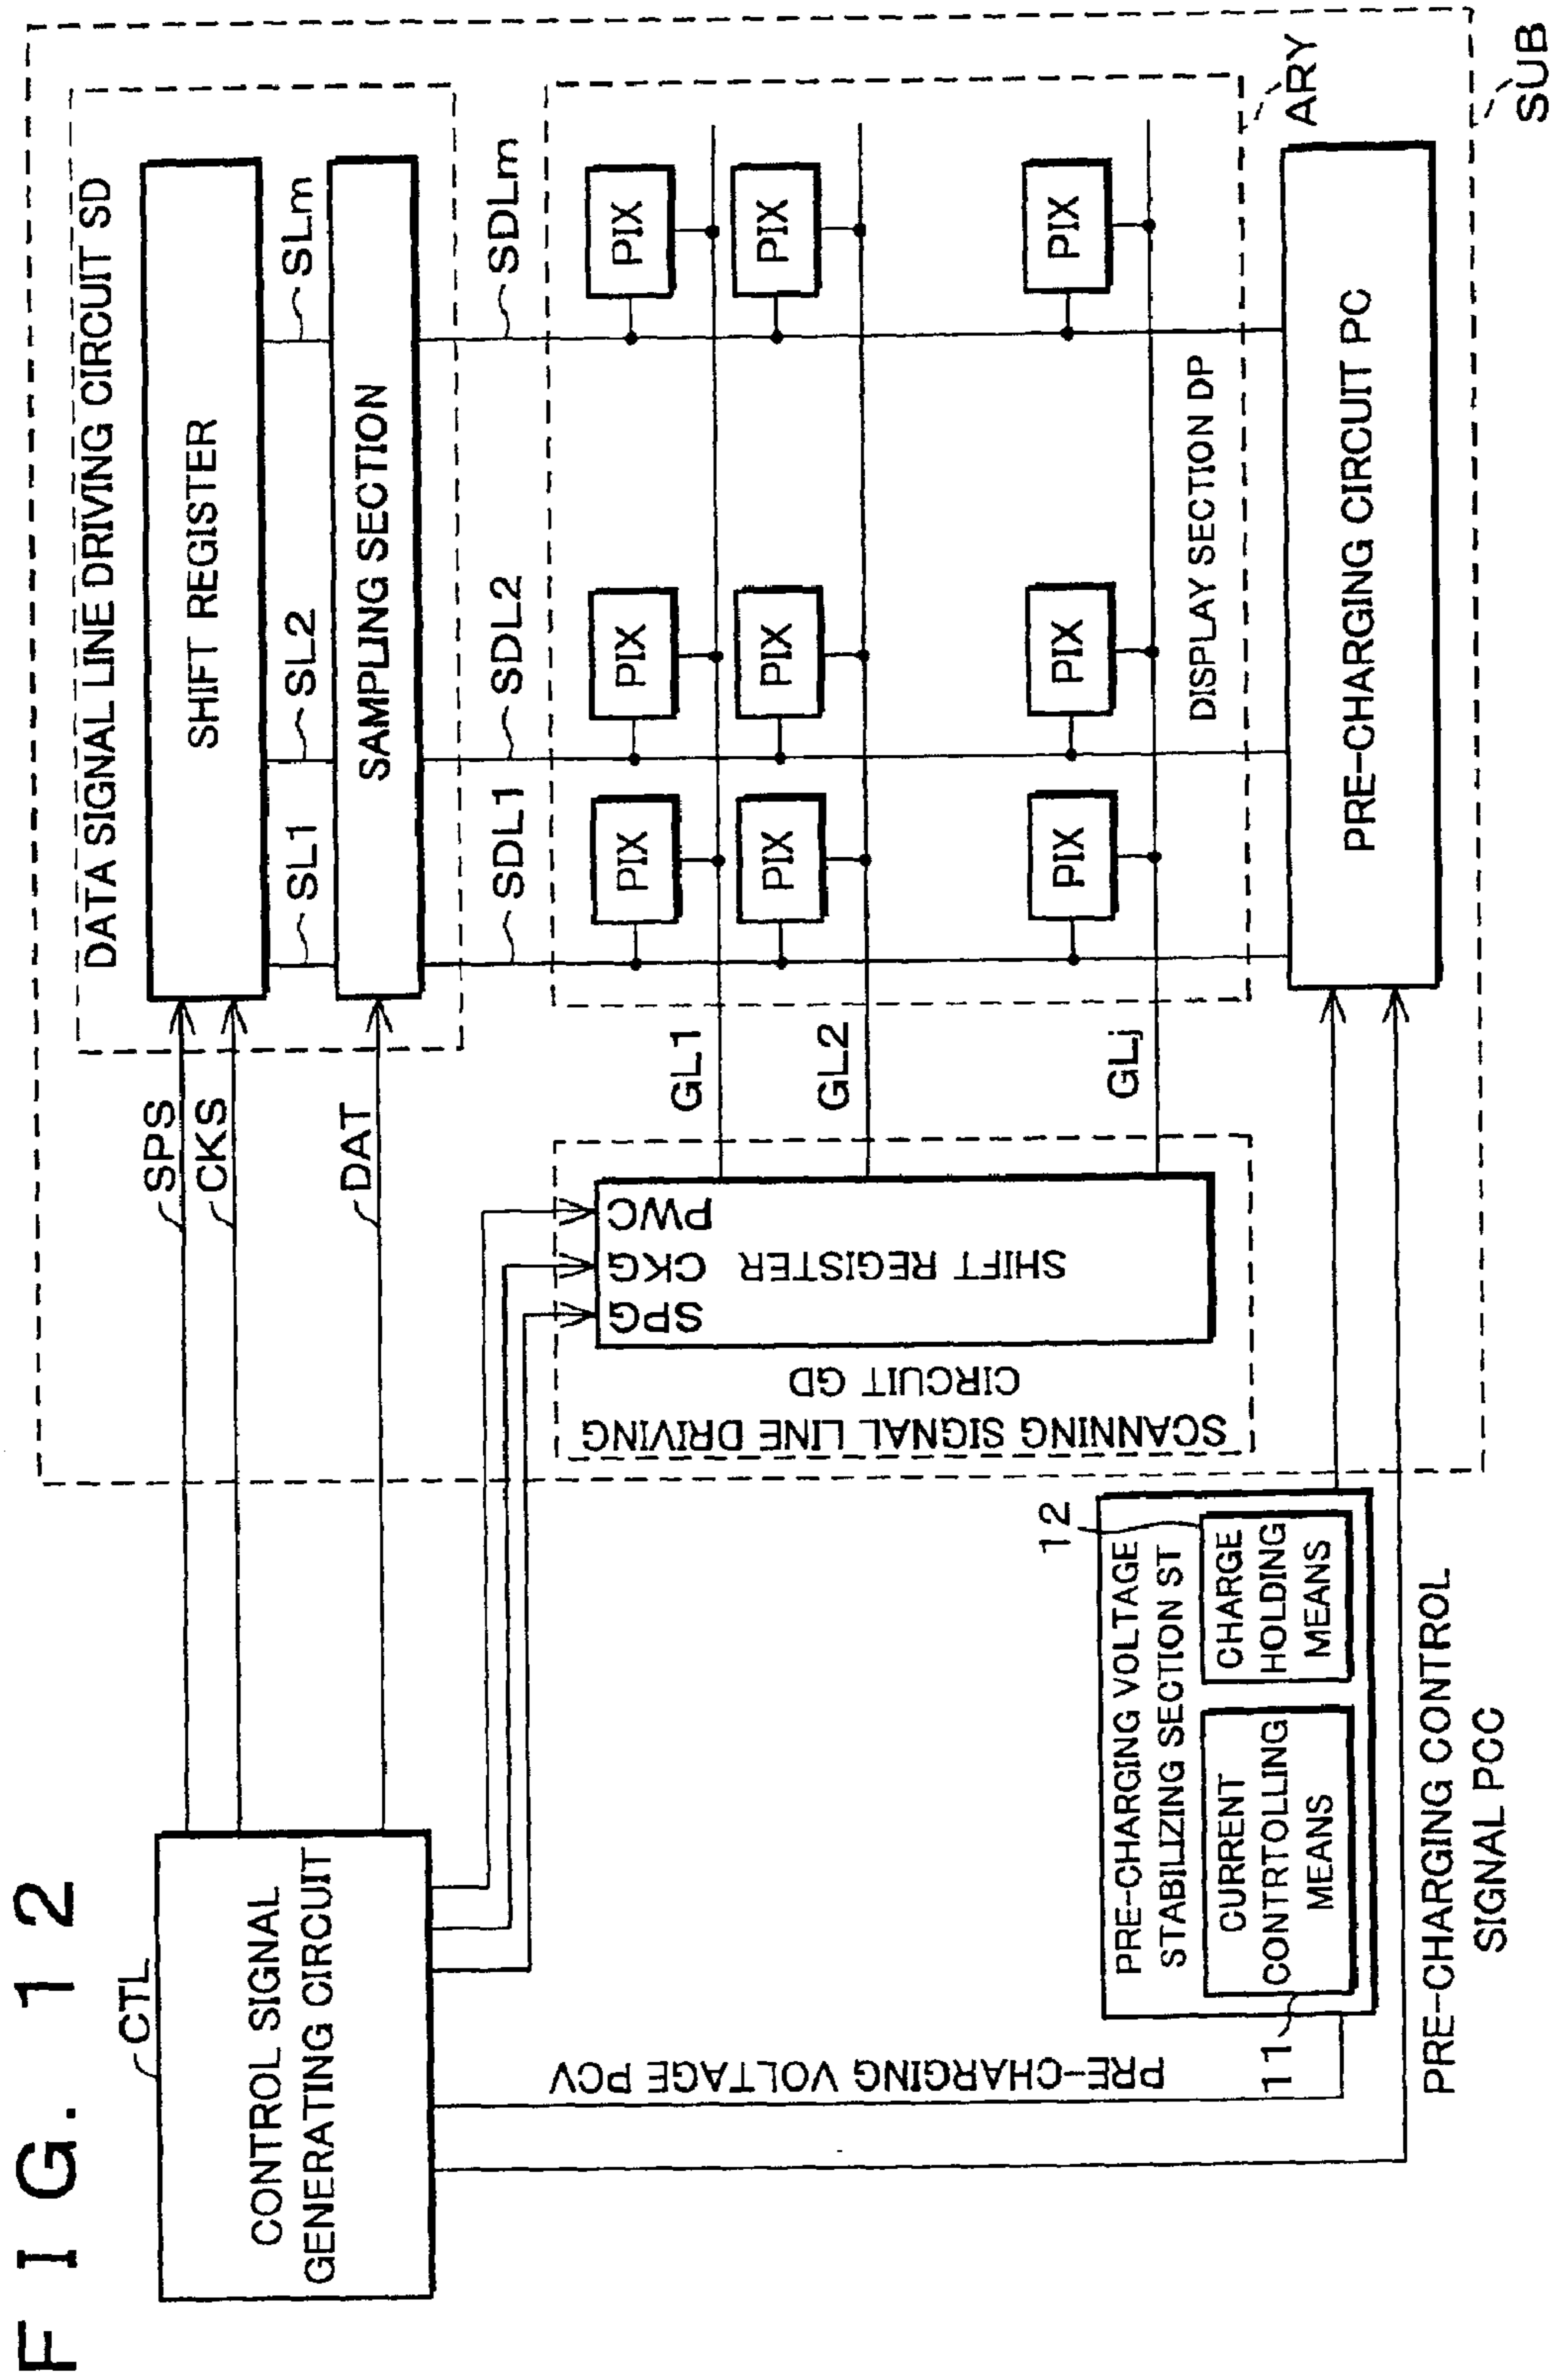 FIG. 12
CTL
CONTROL SIGNAL
GENERATING CIRCUIT
SPS
CKS
DAT
DATA SIGNAL LINE DRIVING CIRCUIT SD
SHIFT REGISTER
SL1
SL2
SLm
SAMPLING SECTION
SDL1
SDL2
SDLm
SCANNING SIGNAL LINE DRIVING
CIRCUIT GD
SPG
CKG
PWC
SHIFT REGISTER
GL1
PIX
PIX
PIX
GL2
PIX
PIX
PIX
GLj
PIX
PIX
PIX
DISPLAY SECTION DP
ARY
PRE-CHARGING VOLTAGE PCV
PRE-CHARGING VOLTAGE
STABILIZING SECTION ST
11
CURRENT
CONTRTOLLING
MEANS
12
CHARGE
HOLDING
MEANS
PRE-CHARGING CIRCUIT PC
PRE-CHARGING CONTROL
SIGNAL PCC
SUB